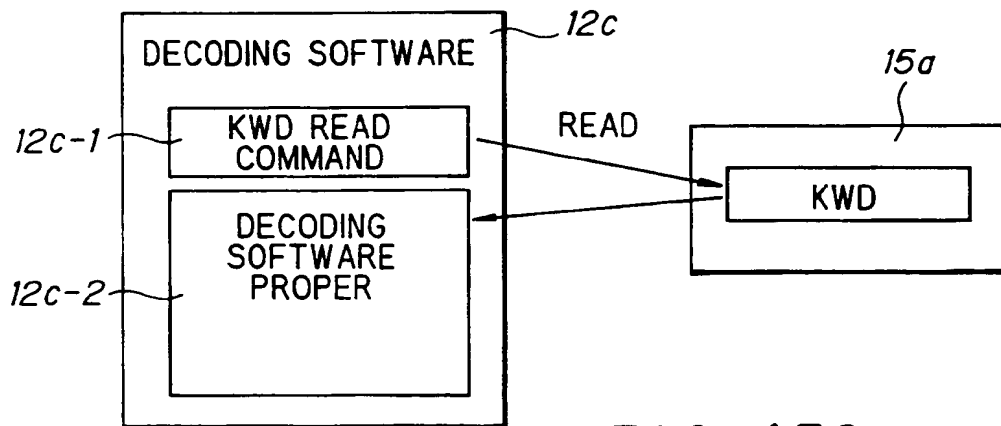 12c
DECODING SOFTWARE
15a
12c-1
KWD READ
COMMAND
READ
KWD
DECODING
SOFTWARE
PROPER
12c-2